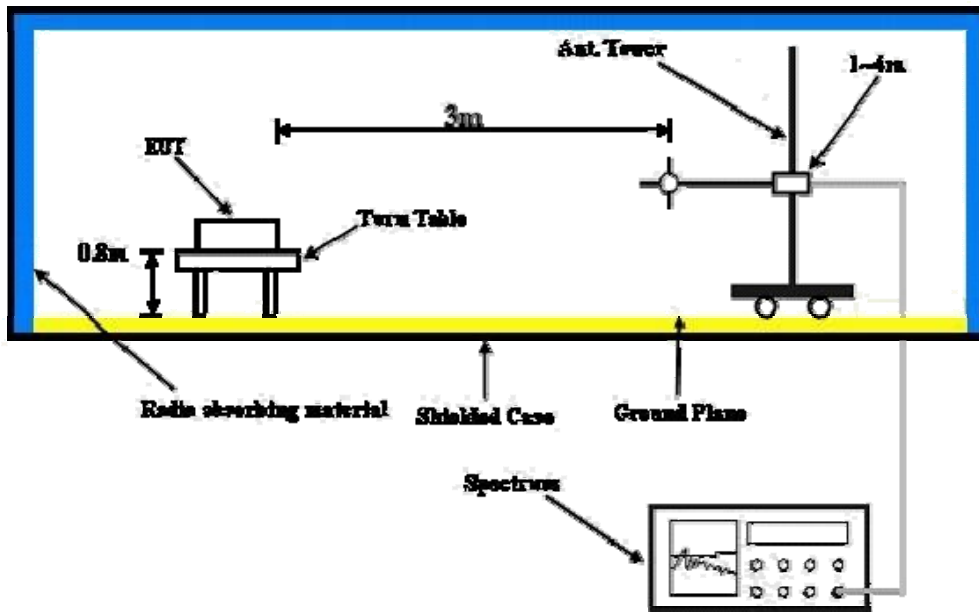 Ant. Tower
1~4m
3m
EUT
Turn Table
0.8m
Radio absorbing material
Shielded Case
Ground Plane
Spectrum